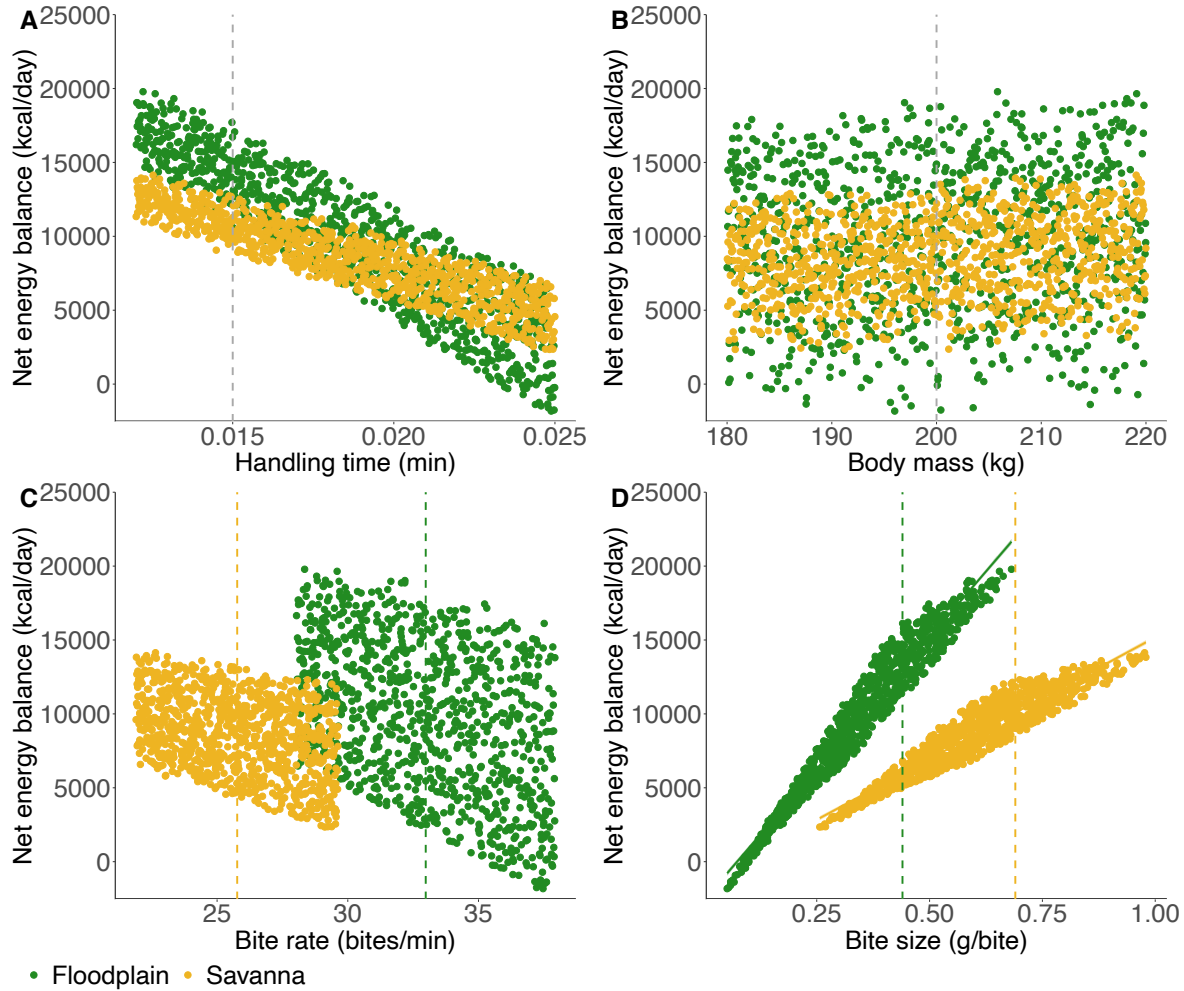 A
Net energy balance (kcal/day)
25000
20000
15000
10000
5000
0
0.015 0.020 0.025
Handling time (min)
B
Net energy balance (kcal/day)
25000
20000
15000
10000
5000
0
180 190 200 210 220
Body mass (kg)
C
Net energy balance (kcal/day)
25000
20000
15000
10000
5000
0
25 30 35
Bite rate (bites/min)
D
Net energy balance (kcal/day)
25000
20000
15000
10000
5000
0
0.25 0.50 0.75 1.00
Bite size (g/bite)
Floodplain Savanna